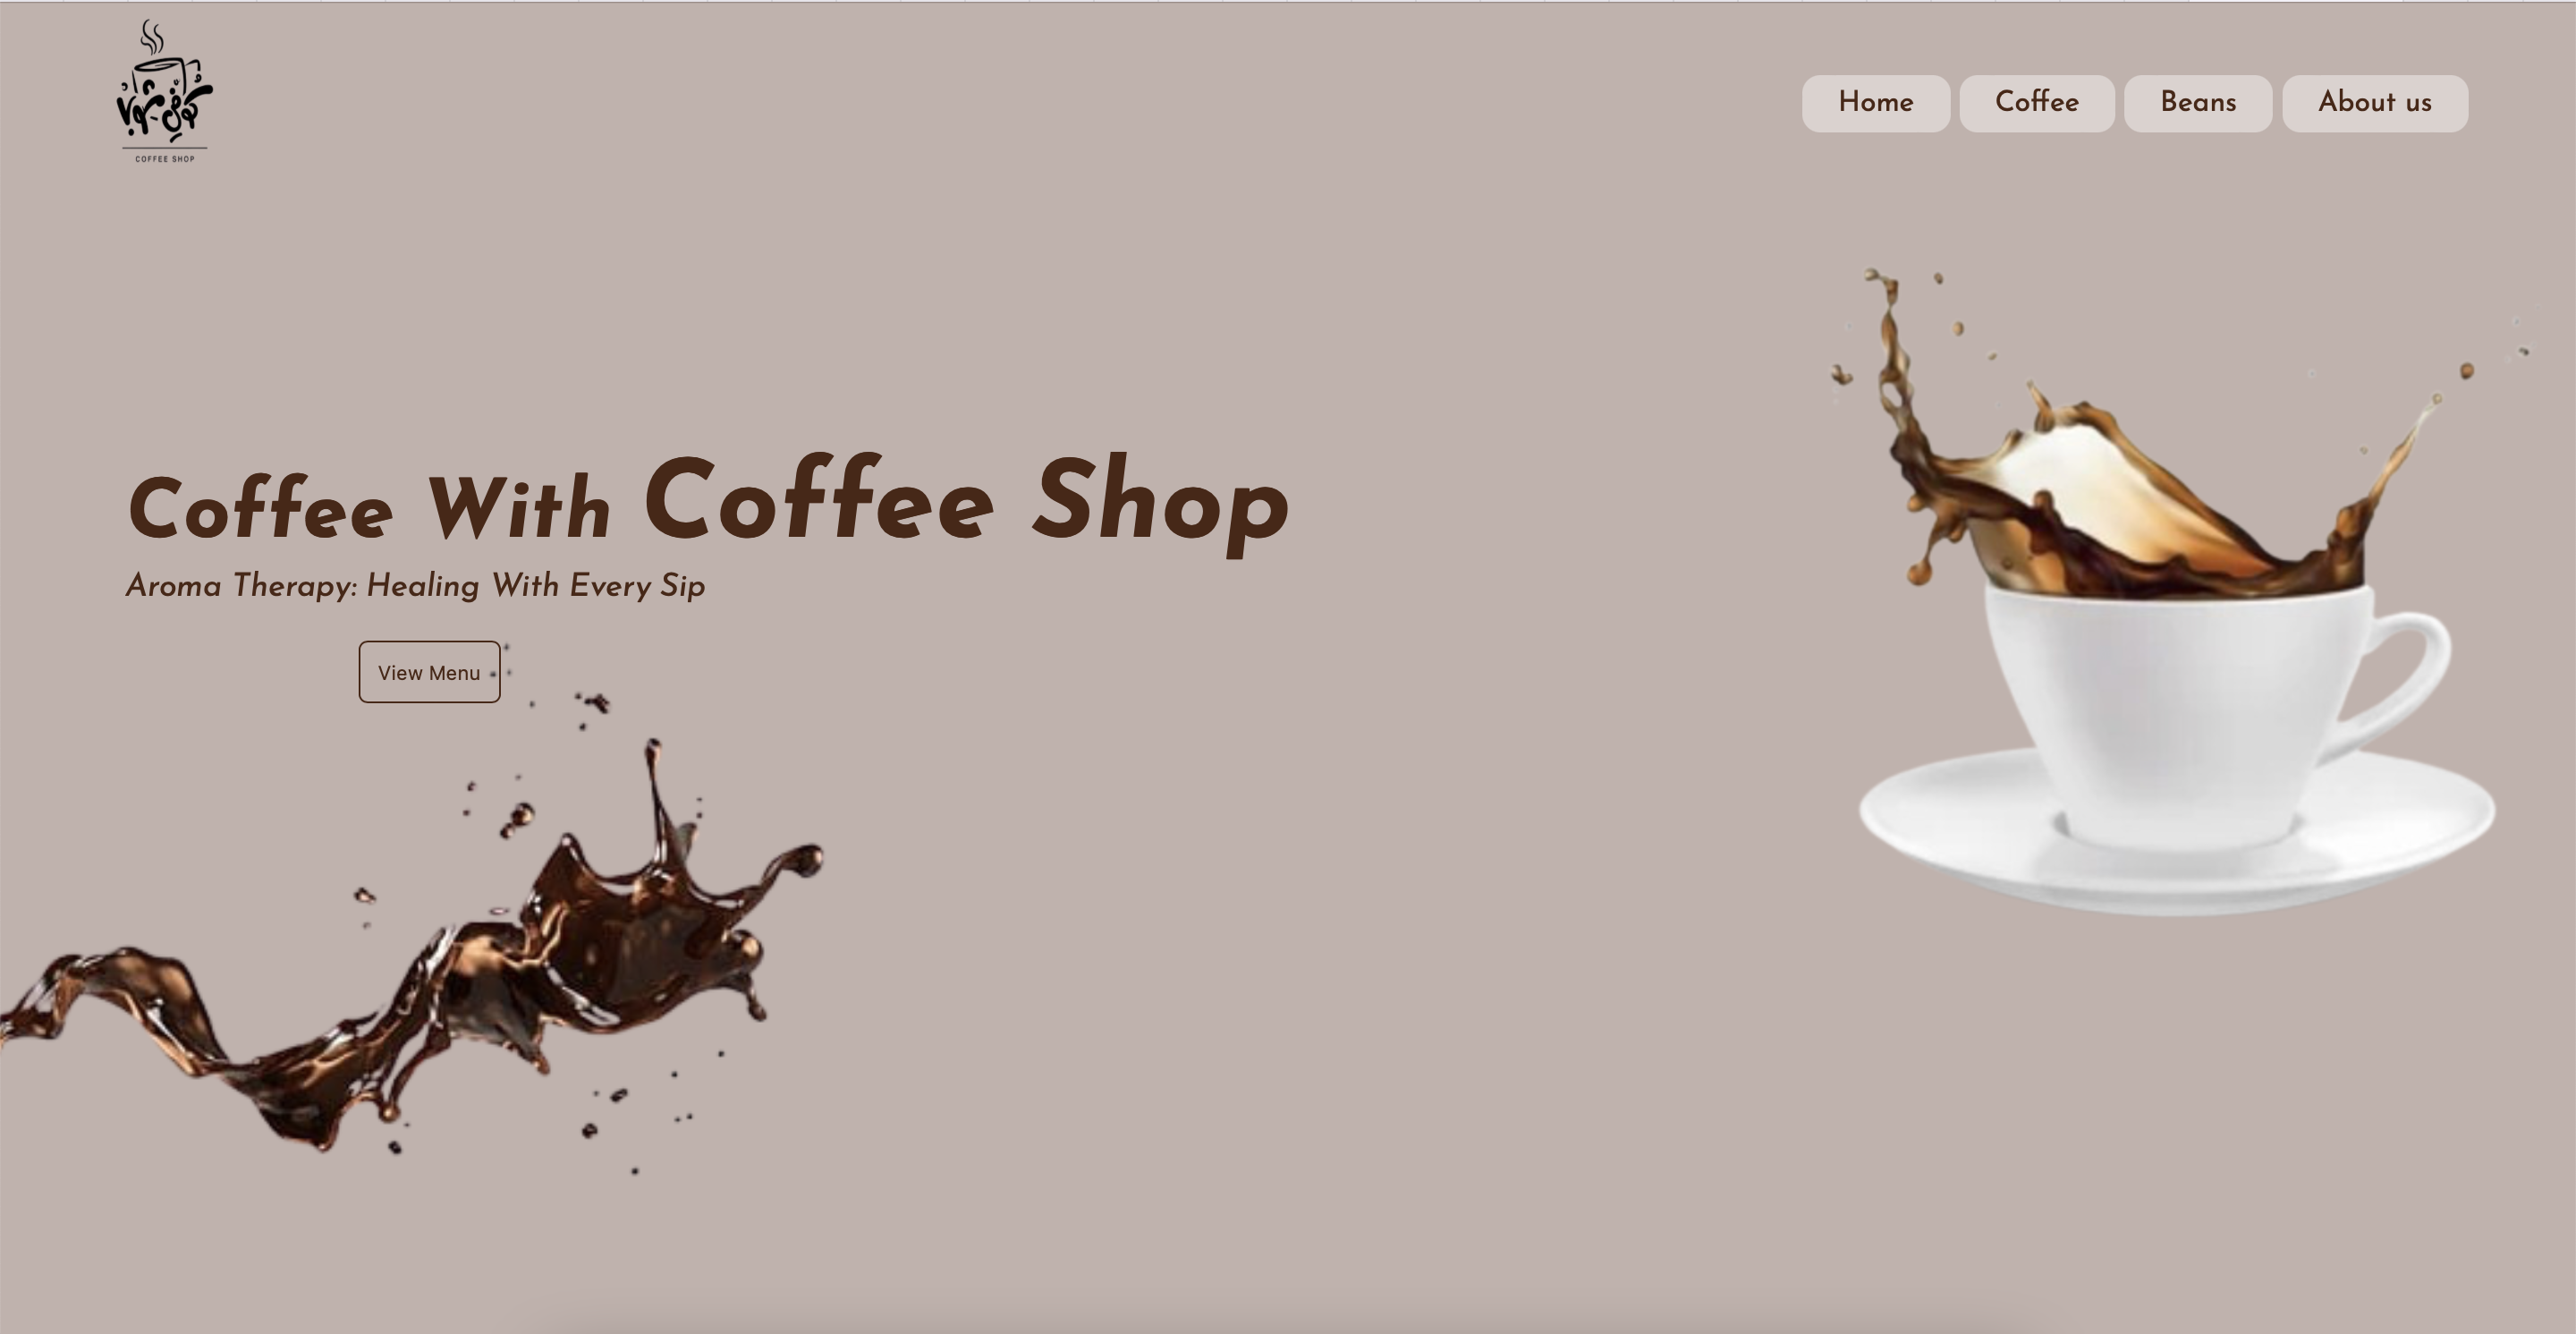 COFFEE SHOP
Home
Coffee
Beans
About us
Coffee With Coffee Shop
Aroma Therapy: Healing With Every Sip
View Menu